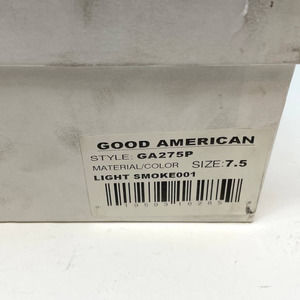 GOOD AMERICAN
STYLE: GA275P
MATERIAL/COLOR SIZE:7.5
LIGHT SMOKE001